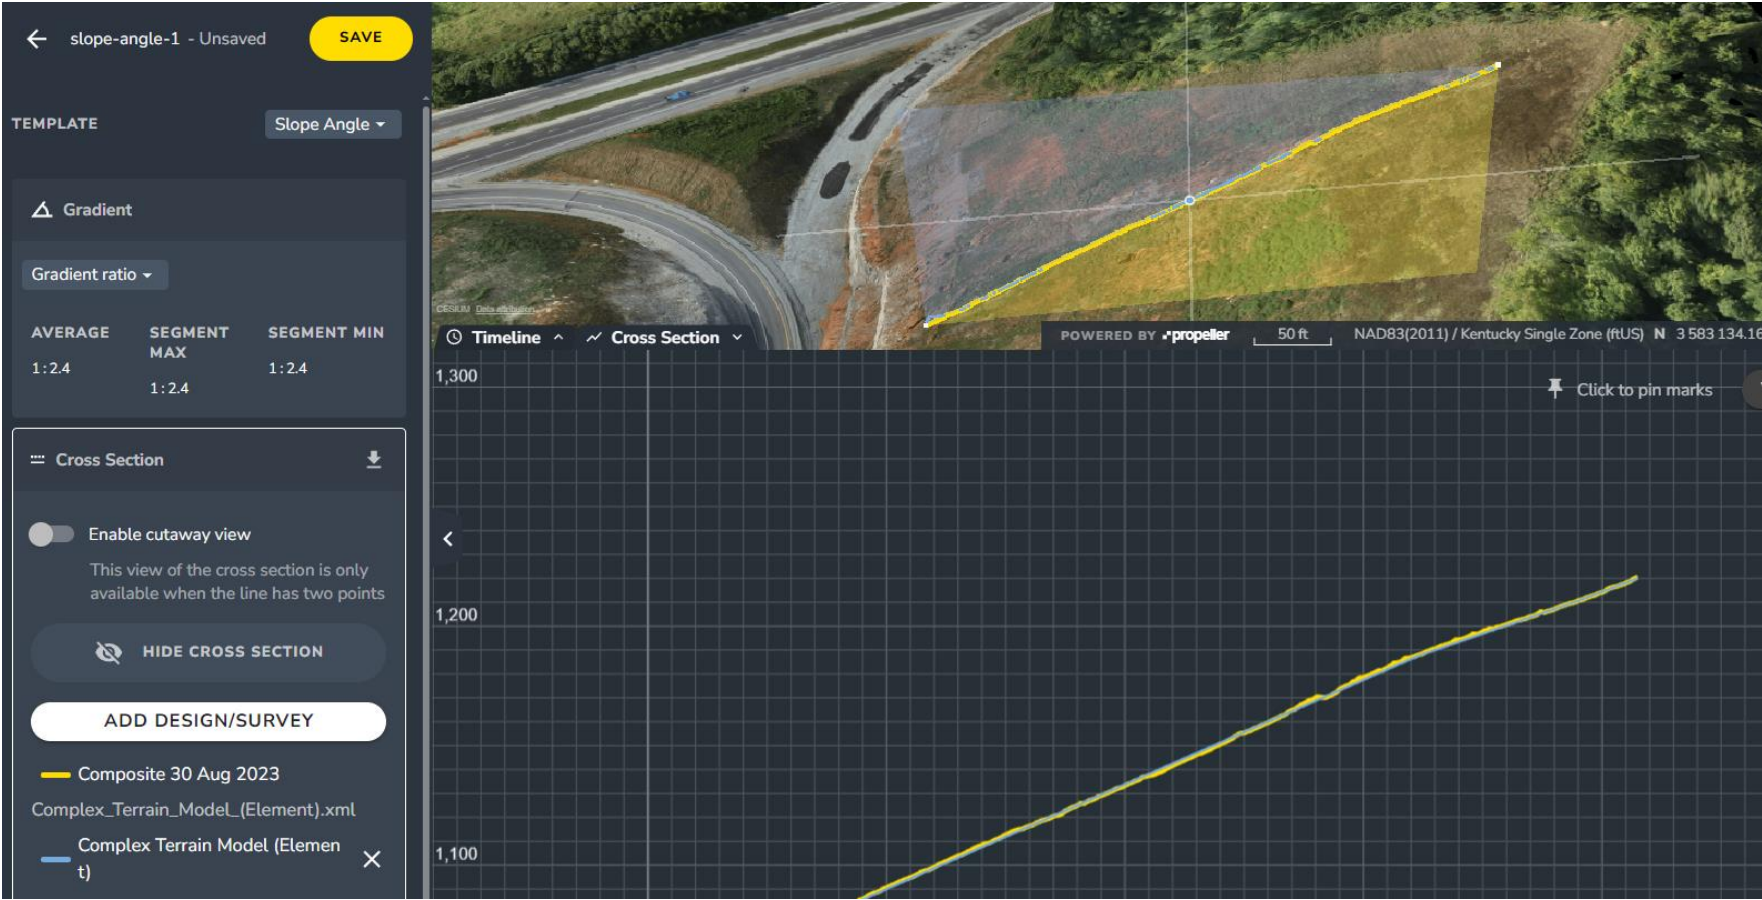 slope-angle-1 - Unsaved
SAVE
TEMPLATE
Slope Angle
Gradient
Gradient ratio
AVERAGE
SEGMENT MAX
SEGMENT MIN
1 : 2.4
1 : 2.4
1 : 2.4
Cross Section
Enable cutaway view
This view of the cross section is only
available when the line has two points
HIDE CROSS SECTION
ADD DESIGN/SURVEY
Composite 30 Aug 2023
Complex_Terrain_Model_(Element).xml
Complex Terrain Model (Elemen
t)
CESIUM Data attribution
Timeline
Cross Section
POWERED BY propeller
50 ft
NAD83(2011) / Kentucky Single Zone (ftUS) N 3 583 134.16
Click to pin marks
1,300
1,200
1,100